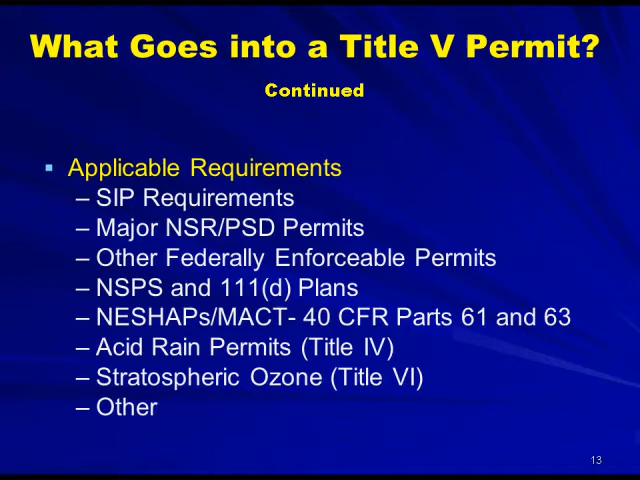 What Goes into a Title V Permit?
Continued
▪ Applicable Requirements
– SIP Requirements
– Major NSR/PSD Permits
– Other Federally Enforceable Permits
– NSPS and 111(d) Plans
– NESHAPs/MACT- 40 CFR Parts 61 and 63
– Acid Rain Permits (Title IV)
– Stratospheric Ozone (Title VI)
– Other
13